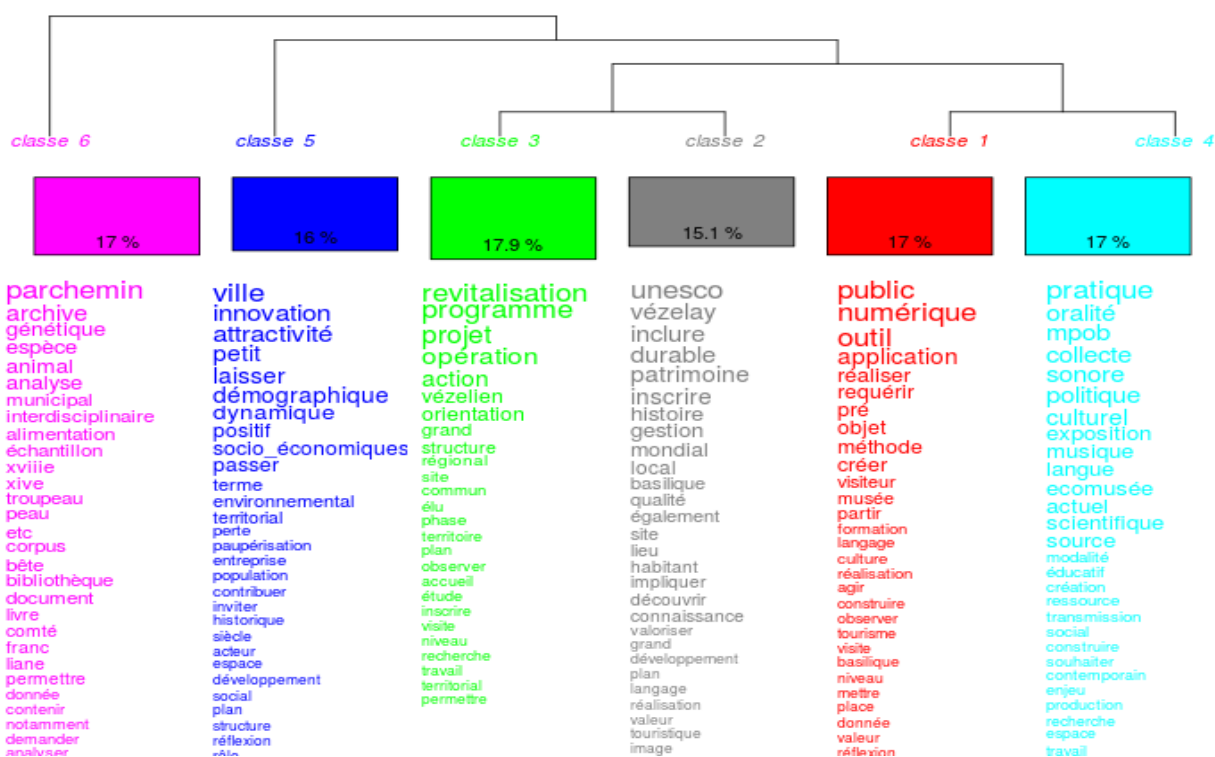 classe 6
classe 5
classe 3
classe 2
classe 1
classe 4
17 %
16 %
17.9 %
15.1 %
17 %
17 %
parchemin
archive
génétique
espèce
animal
analyse
municipal
interdisciplinaire
alimentation
échantillon
xviiie
xive
troupeau
peau
etc
corpus
bête
bibliothèque
document
livre
comté
franc
liane
permettre
donnée
contenir
notamment
demander
analyser
ville
innovation
attractivité
petit
laisser
démographique
dynamique
positif
socio_économiques
passer
terme
environnemental
territorial
perte
paupérisation
entreprise
population
contribuer
inviter
historique
siècle
acteur
espace
développement
social
plan
structure
réflexion
rôle
revitalisation
programme
projet
opération
action
vézelien
orientation
grand
structure
régional
site
commun
élu
phase
territoire
plan
observer
accueil
étude
inscrire
visite
niveau
recherche
travail
territorial
permettre
unesco
vézelay
inclure
durable
patrimoine
inscrire
histoire
gestion
mondial
local
basilique
qualité
également
site
lieu
habitant
impliquer
découvrir
connaissance
valoriser
grand
développement
plan
langage
réalisation
valeur
touristique
image
public
numérique
outil
application
réaliser
requérir
pré
objet
méthode
créer
visiteur
musée
partir
formation
langage
culture
réalisation
agir
construire
observer
tourisme
visite
basilique
niveau
mettre
place
donnée
valeur
réflexion
pratique
oralité
mpob
collecte
sonore
politique
culturel
exposition
musique
langue
ecomusée
actuel
scientifique
source
modalité
éducatif
création
ressource
transmission
social
construire
souhaiter
contemporain
enjeu
production
recherche
espace
travail